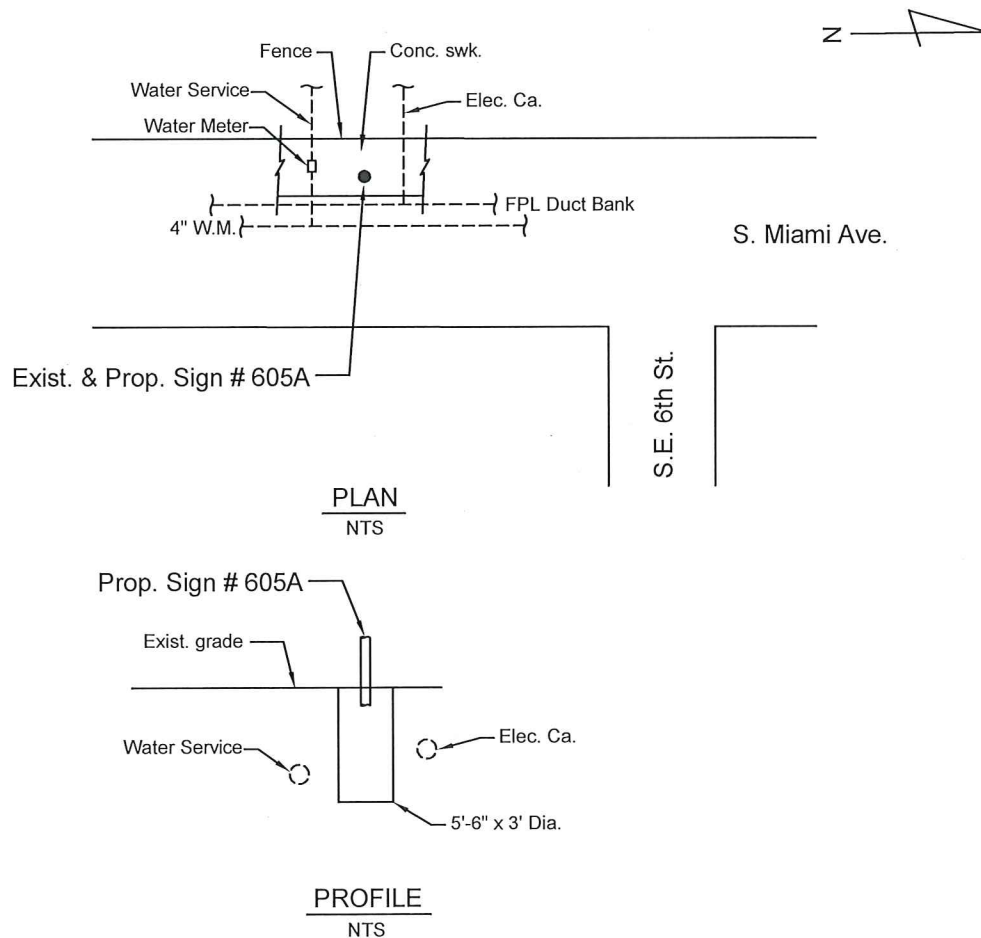 N
Fence
Conc. swk.
Water Service
Elec. Ca.
Water Meter
FPL Duct Bank
4" W.M.
S. Miami Ave.
Exist. & Prop. Sign # 605A
S.E. 6th St.
PLAN
NTS
Prop. Sign # 605A
Exist. grade
Water Service
Elec. Ca.
5'-6" x 3' Dia.
PROFILE
NTS